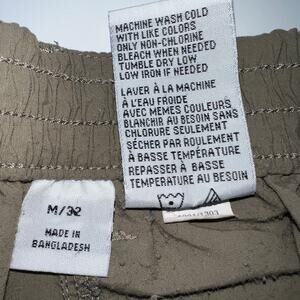 MACHINE WASH COLD
WITH LIKE COLORS
ONLY NON-CHLORINE
BLEACH WHEN NEEDED
TUMBLE DRY LOW
LOW IRON IF NEEDED
LAVER À LA MACHINE
À L'EAU FROIDE
AVEC MÊMES COULEURS
BLANCHIR AU BESOIN SANS
CHLORURE SEULEMENT
SÉCHER PAR ROULEMENT
À BASSE TEMPÉRATURE
REPASSER À BASSE
TEMPERATURE AU BESOIN
M/32
MADE IN
BANGLADESH